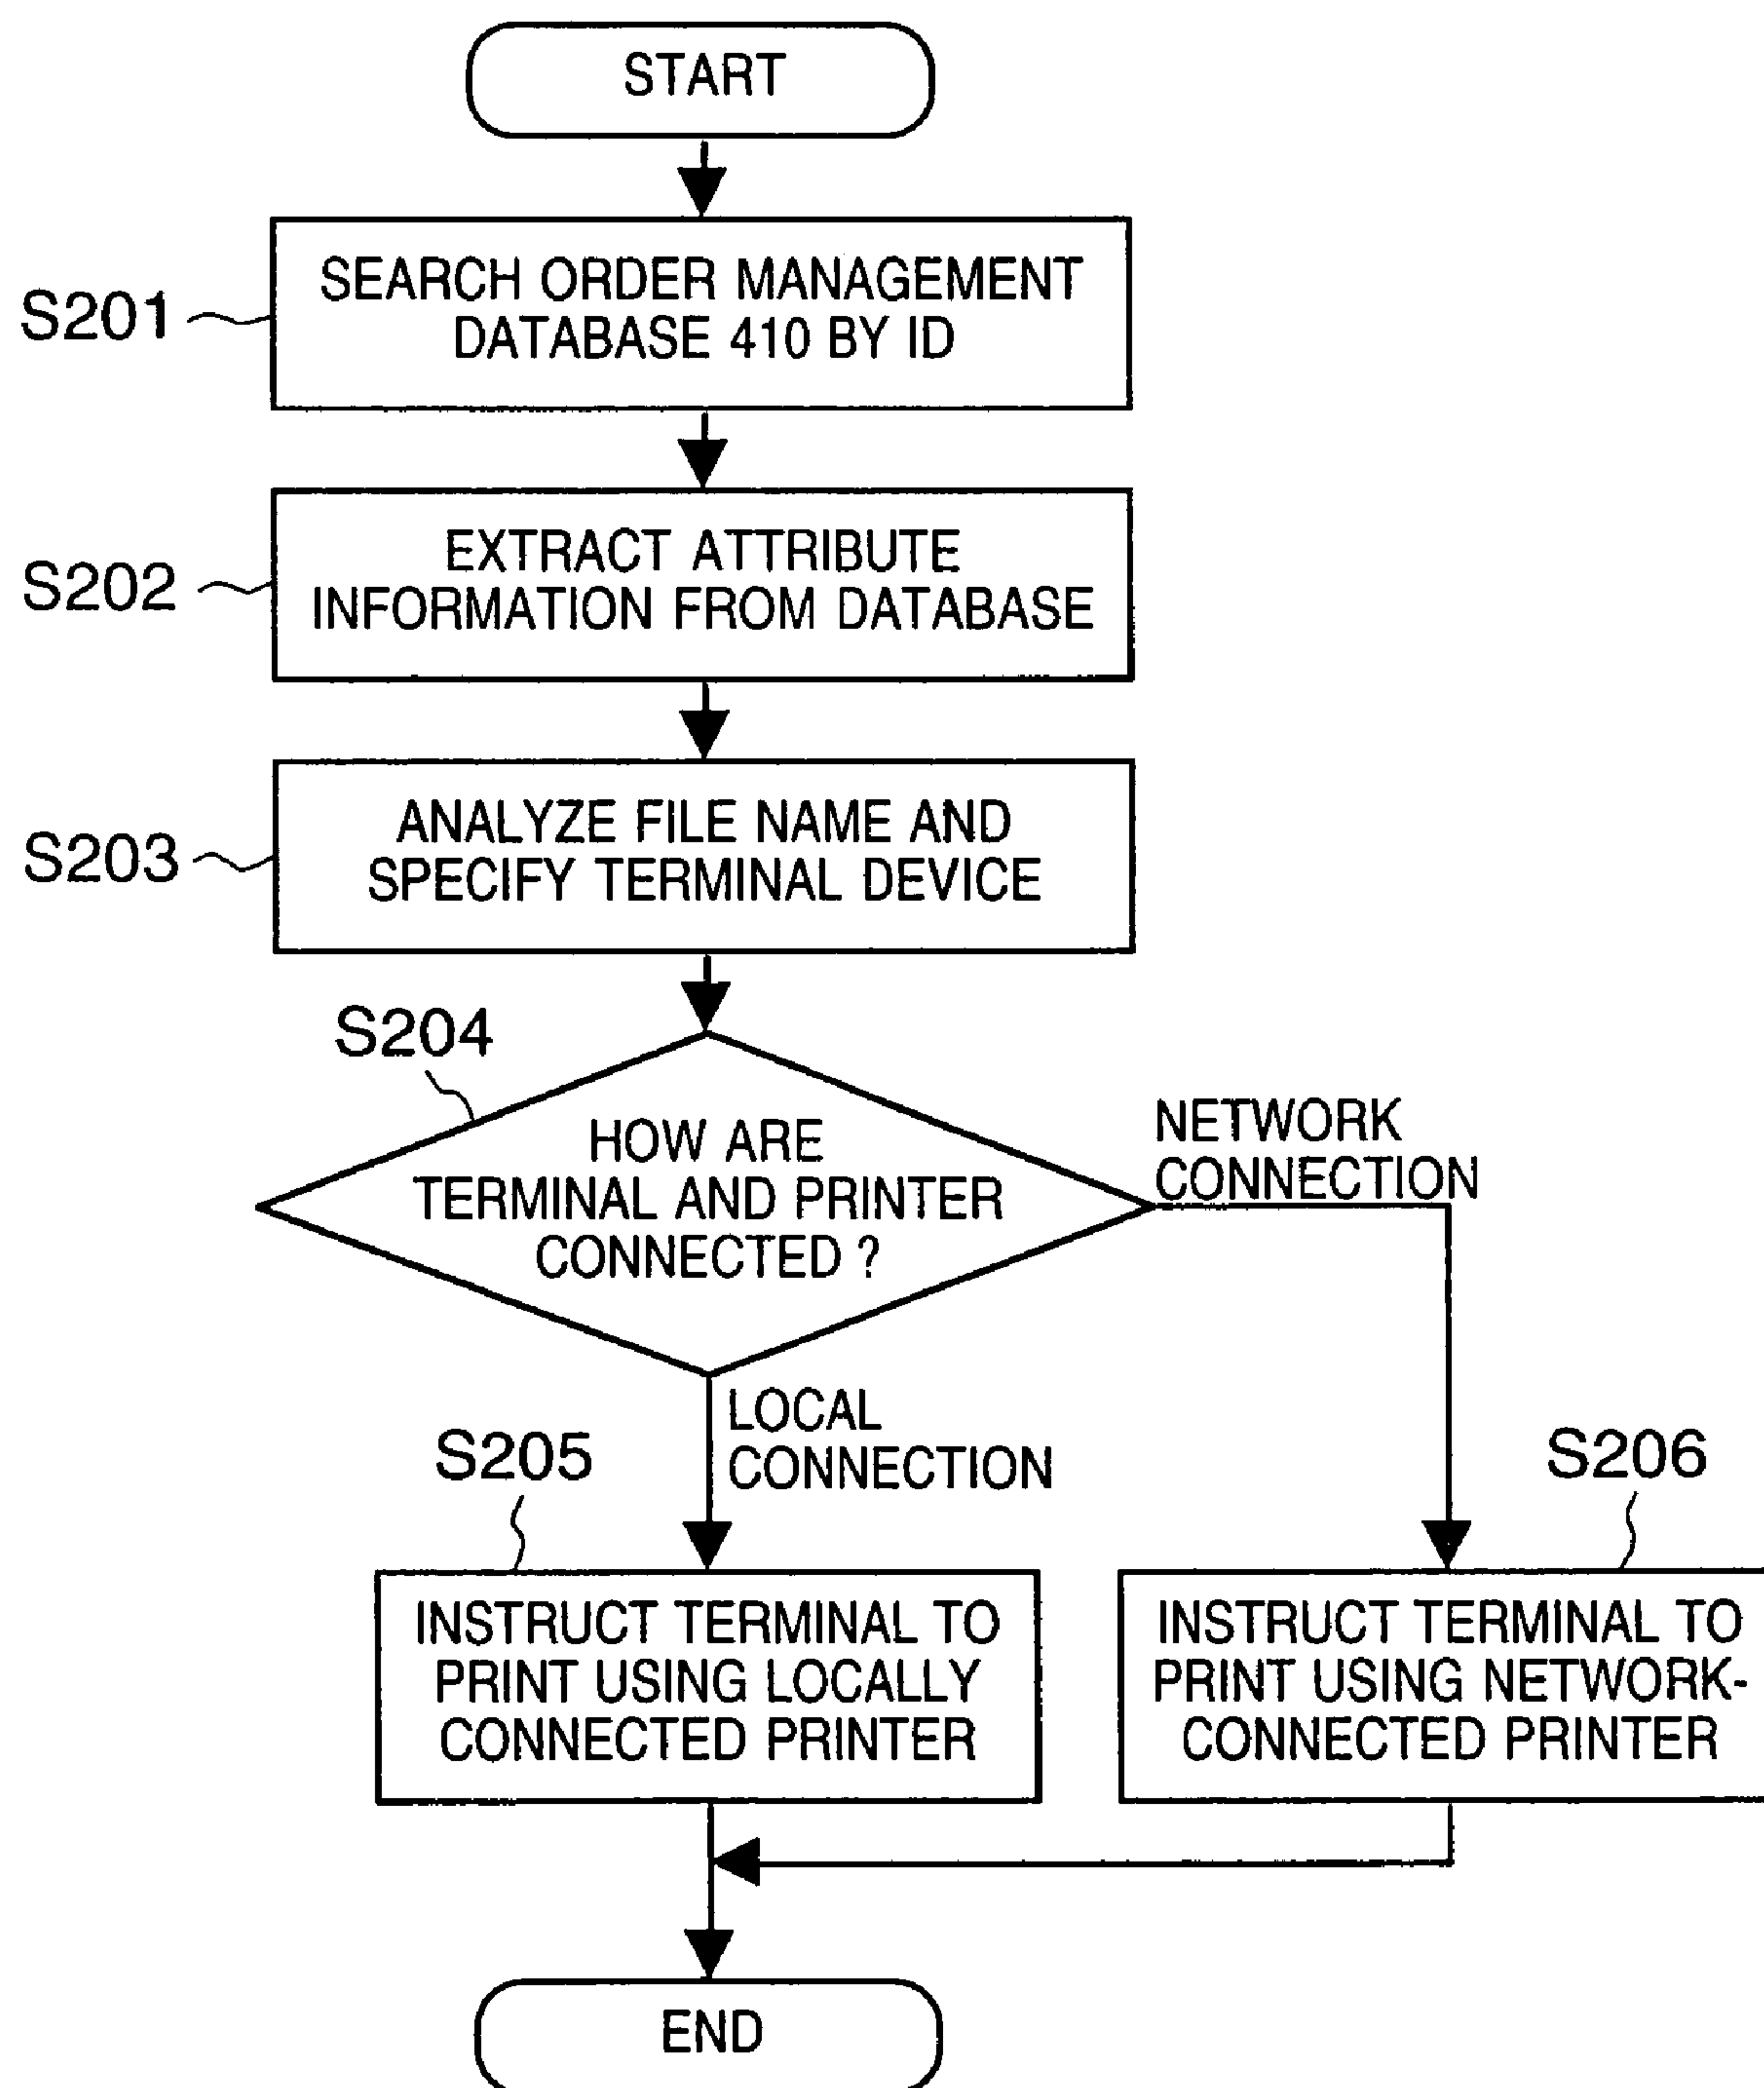 START
S201
SEARCH ORDER MANAGEMENT
DATABASE 410 BY ID
S202
EXTRACT ATTRIBUTE
INFORMATION FROM DATABASE
S203
ANALYZE FILE NAME AND
SPECIFY TERMINAL DEVICE
S204
HOW ARE
TERMINAL AND PRINTER
CONNECTED ?
NETWORK
CONNECTION
LOCAL
CONNECTION
S205
INSTRUCT TERMINAL TO
PRINT USING LOCALLY
CONNECTED PRINTER
S206
INSTRUCT TERMINAL TO
PRINT USING NETWORK-
CONNECTED PRINTER
END